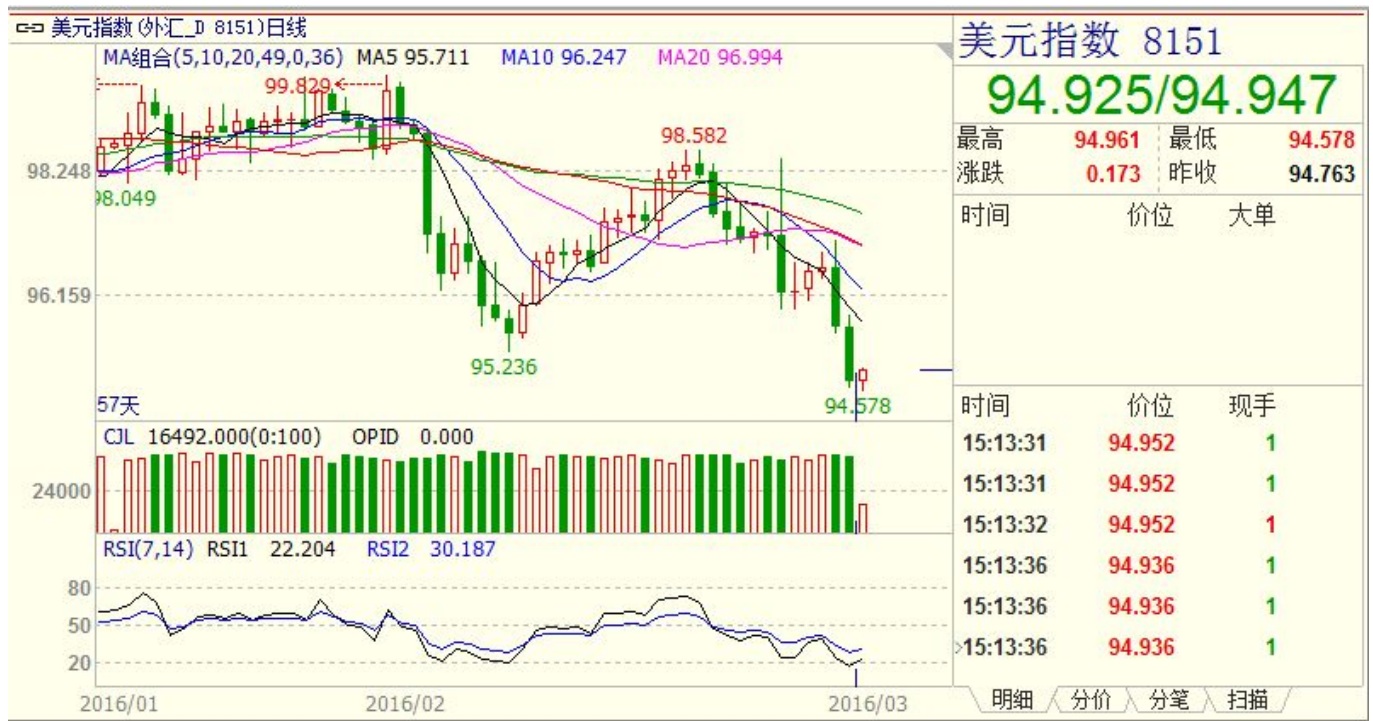 美元指数(外汇_D 8151)日线
MA组合(5,10,20,49,0,36) MA5 95.711 MA10 96.247 MA20 96.994
99.829
98.582
98.248
98.049
96.159
95.236
94.578
57天
CJL 16492.000(0:100) OPID 0.000
24000
RSI(7,14) RSI1 22.204 RSI2 30.187
80
50
20
2016/01 2016/02 2016/03
美元指数 8151
94.925/94.947
最高 94.961 最低 94.578
涨跌 0.173 昨收 94.763
时间 价位 大单
时间 价位 现手
15:13:31 94.952 1
15:13:31 94.952 1
15:13:32 94.952 1
15:13:36 94.936 1
15:13:36 94.936 1
15:13:36 94.936 1
明细 分价 分笔 扫描